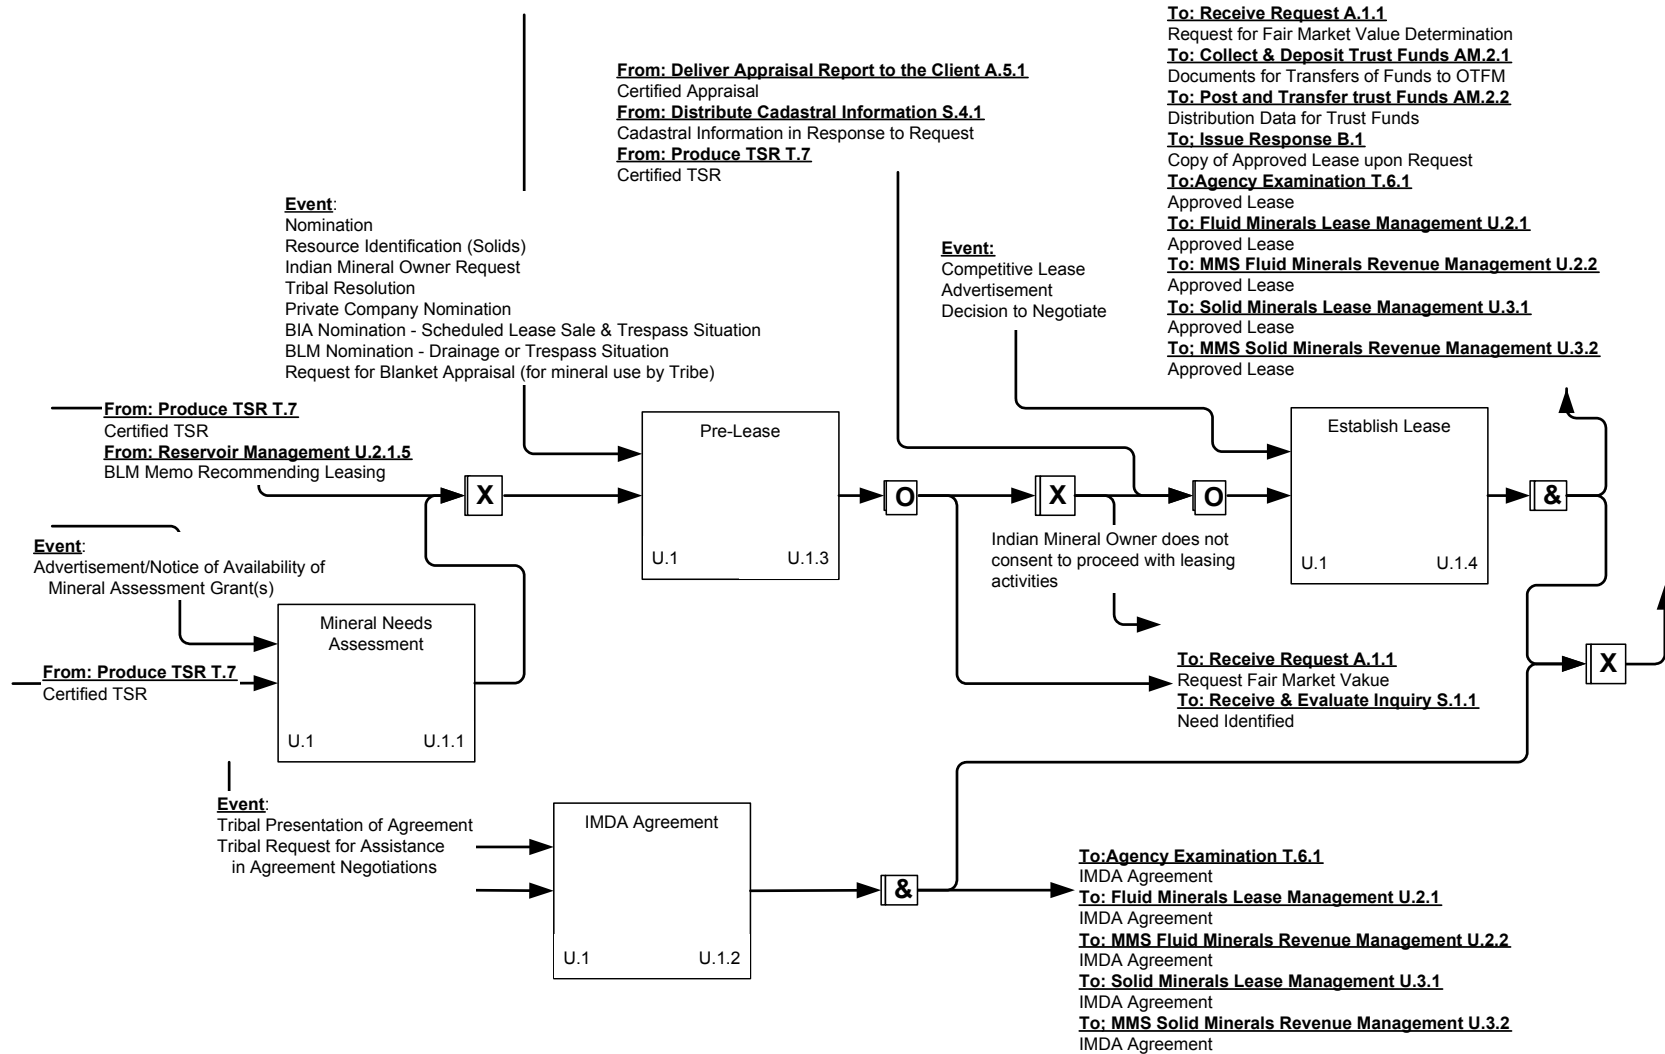 To: Receive Request A.1.1
Request for Fair Market Value Determination
To: Collect & Deposit Trust Funds AM.2.1
Documents for Transfers of Funds to OTFM
To: Post and Transfer trust Funds AM.2.2
Distribution Data for Trust Funds
To; Issue Response B.1
Copy of Approved Lease upon Request
To:Agency Examination T.6.1
Approved Lease
To: Fluid Minerals Lease Management U.2.1
Approved Lease
To: MMS Fluid Minerals Revenue Management U.2.2
Approved Lease
To: Solid Minerals Lease Management U.3.1
Approved Lease
To; MMS Solid Minerals Revenue Management U.3.2
Approved Lease
From: Deliver Appraisal Report to the Client A.5.1
Certified Appraisal
From: Distribute Cadastral Information S.4.1
Cadastral Information in Response to Request
From: Produce TSR T.7
Certified TSR
Event:
Nomination
Resource Identification (Solids)
Indian Mineral Owner Request
Tribal Resolution
Private Company Nomination
BIA Nomination - Scheduled Lease Sale & Trespass Situation
BLM Nomination - Drainage or Trespass Situation
Request for Blanket Appraisal (for mineral use by Tribe)
Event:
Competitive Lease
Advertisement
Decision to Negotiate
From: Produce TSR T.7
Certified TSR
From: Reservoir Management U.2.1.5
BLM Memo Recommending Leasing
X
Pre-Lease
U.1 U.1.3
O
X
O
Establish Lease
U.1 U.1.4
&
X
Indian Mineral Owner does not
consent to proceed with leasing
activities
Event:
Advertisement/Notice of Availability of
Mineral Assessment Grant(s)
Mineral Needs
Assessment
U.1 U.1.1
From: Produce TSR T.7
Certified TSR
To: Receive Request A.1.1
Request Fair Market Vakue
To: Receive & Evaluate Inquiry S.1.1
Need Identified
Event:
Tribal Presentation of Agreement
Tribal Request for Assistance
in Agreement Negotiations
IMDA Agreement
U.1 U.1.2
&
To:Agency Examination T.6.1
IMDA Agreement
To: Fluid Minerals Lease Management U.2.1
IMDA Agreement
To: MMS Fluid Minerals Revenue Management U.2.2
IMDA Agreement
To: Solid Minerals Lease Management U.3.1
IMDA Agreement
To; MMS Solid Minerals Revenue Management U.3.2
IMDA Agreement